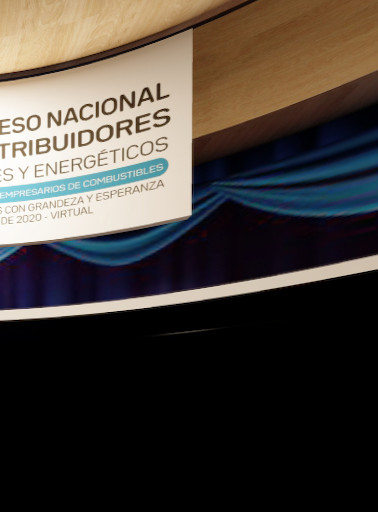 ESO NACIONAL
TRIBUIDORES
ES Y ENERGÉTICOS
EMPRESARIOS DE COMBUSTIBLES
S CON GRANDEZA Y ESPERANZA
DE 2020 - VIRTUAL